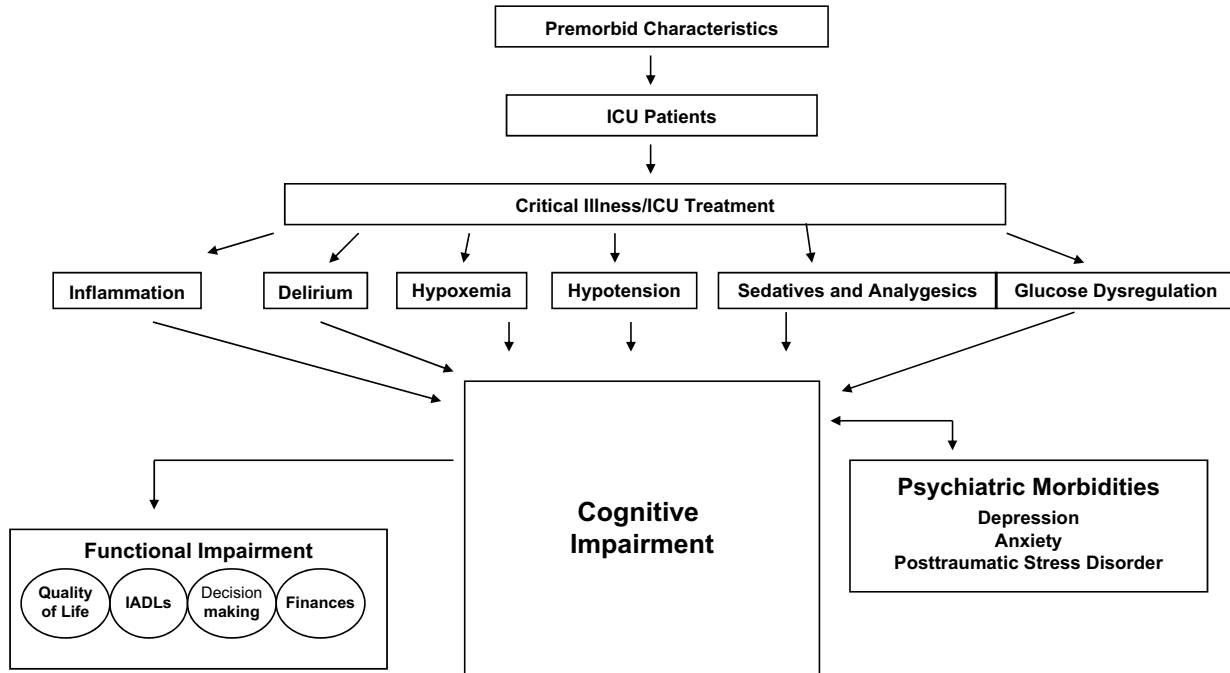 Premorbid Characteristics
ICU Patients
Critical Illness/ICU Treatment
Inflammation
Delirium
Hypoxemia
Hypotension
Sedatives and Analygesics
Glucose Dysregulation
Cognitive
Impairment
Psychiatric Morbidities
Depression
Anxiety
Posttraumatic Stress Disorder
Functional Impairment
Quality
of Life
IADLs
Decision
making
Finances